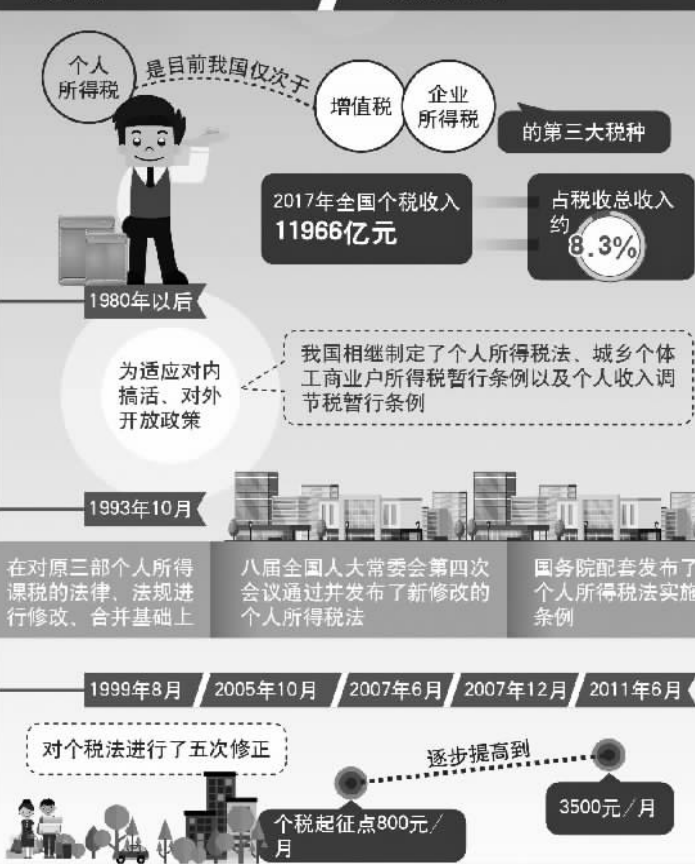 个人
所得税
是目前我国仅次于
增值税
企业
所得税
的第三大税种
2017年全国个税收入
11966亿元
占税收总收入
约
8.3%
1980年以后
为适应对内
搞活、对外
开放政策
我国相继制定了个人所得税法、城乡个体
工商业户所得税暂行条例以及个人收入调
节税暂行条例
1993年10月
在对原三部个人所得
课税的法律、法规进
行修改、合并基础上
八届全国人大常委会第四次
会议通过并发布了新修改的
个人所得税法
国务院配套发布了
个人所得税法实施
条例
1999年8月
2005年10月
2007年6月
2007年12月
2011年6月
对个税法进行了五次修正
逐步提高到
个税起征点800元/
月
3500元/月